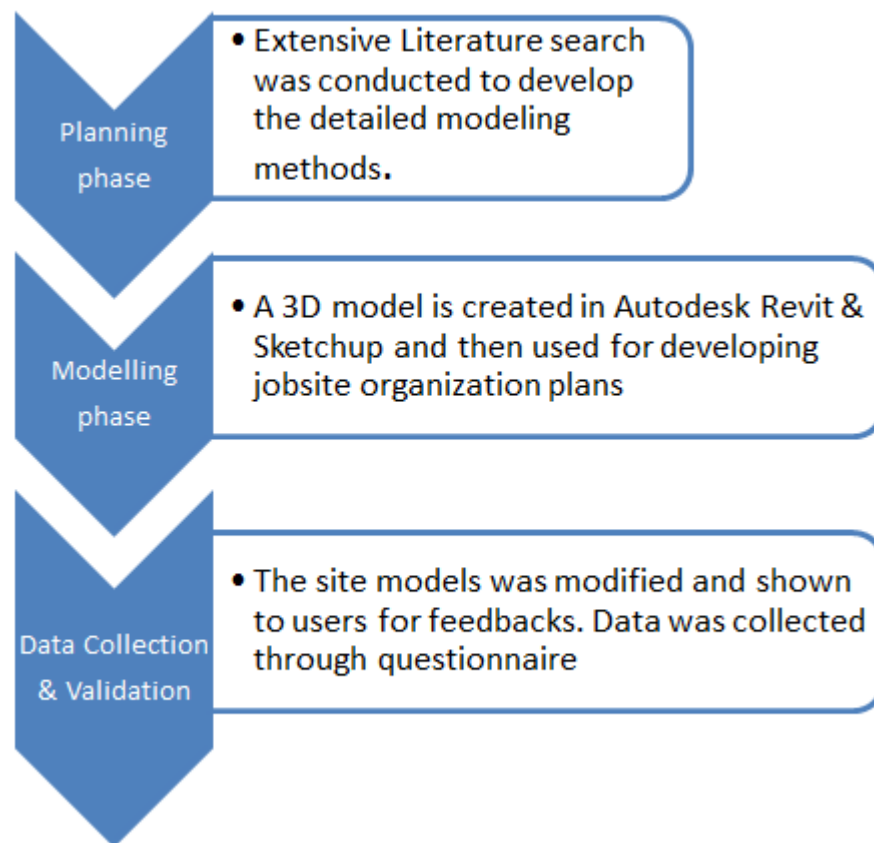 Planning
phase
• Extensive Literature search
was conducted to develop
the detailed modeling
methods.
Modelling
phase
• A 3D model is created in Autodesk Revit &
Sketchup and then used for developing
jobsite organization plans
Data Collection
& Validation
• The site models was modified and shown
to users for feedbacks. Data was collected
through questionnaire